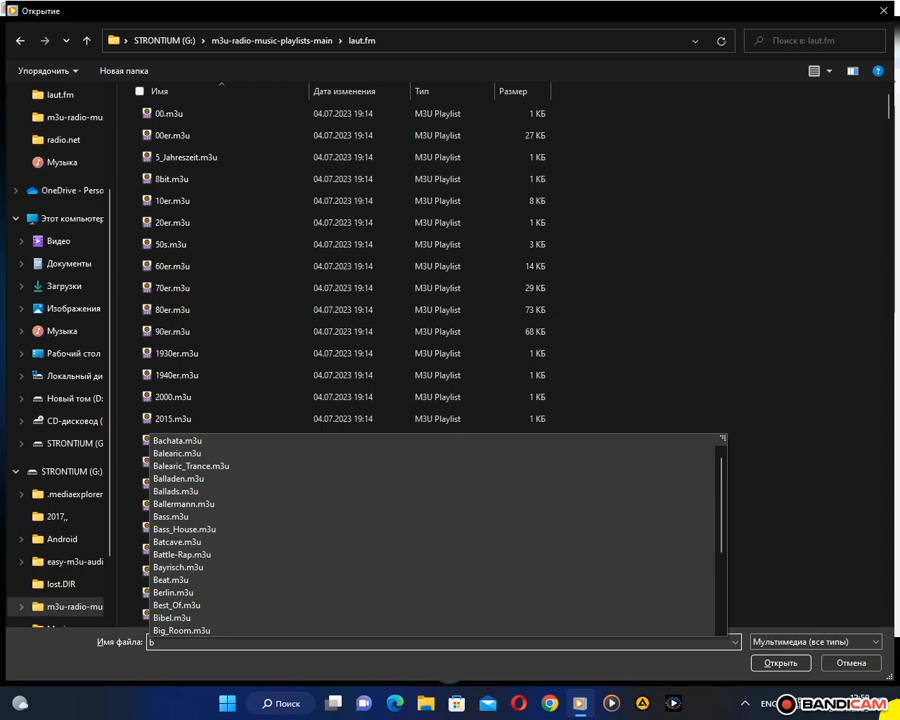 Открытие
STRONTIUM (G:) › m3u-radio-music-playlists-main › laut.fm
Поиск в: laut.fm
Упорядочить
Новая папка
laut.fm
m3u-radio-mu
radio.net
Музыка
OneDrive - Perso
Этот компьютер
Видео
Документы
Загрузки
Изображения
Музыка
Рабочий стол
Локальный ди
Новый том (D:
CD-дисковод (
STRONTIUM (G
STRONTIUM (G:)
.mediaexplorer
2017,,
Android
easy-m3u-audi
lost.DIR
m3u-radio-mu
Имя Дата изменения Тип Размер
00.m3u 04.07.2023 19:14 M3U Playlist 1 КБ
00er.m3u 04.07.2023 19:14 M3U Playlist 27 КБ
5_Jahreszeit.m3u 04.07.2023 19:14 M3U Playlist 1 КБ
8bit.m3u 04.07.2023 19:14 M3U Playlist 1 КБ
10er.m3u 04.07.2023 19:14 M3U Playlist 8 КБ
20er.m3u 04.07.2023 19:14 M3U Playlist 1 КБ
50s.m3u 04.07.2023 19:14 M3U Playlist 3 КБ
60er.m3u 04.07.2023 19:14 M3U Playlist 14 КБ
70er.m3u 04.07.2023 19:14 M3U Playlist 29 КБ
80er.m3u 04.07.2023 19:14 M3U Playlist 73 КБ
90er.m3u 04.07.2023 19:14 M3U Playlist 68 КБ
1930er.m3u 04.07.2023 19:14 M3U Playlist 1 КБ
1940er.m3u 04.07.2023 19:14 M3U Playlist 1 КБ
2000.m3u 04.07.2023 19:14 M3U Playlist 1 КБ
2015.m3u 04.07.2023 19:14 M3U Playlist 1 КБ
Bachata.m3u
Balearic.m3u
Balearic_Trance.m3u
Balladen.m3u
Ballads.m3u
Ballermann.m3u
Bass.m3u
Bass_House.m3u
Batcave.m3u
Battle-Rap.m3u
Bayrisch.m3u
Beat.m3u
Berlin.m3u
Best_Of.m3u
Bibel.m3u
Big_Room.m3u
Имя файла: b
Мультимедиа (все типы)
Открыть
Отмена
Поиск
ENG
BANDICAM